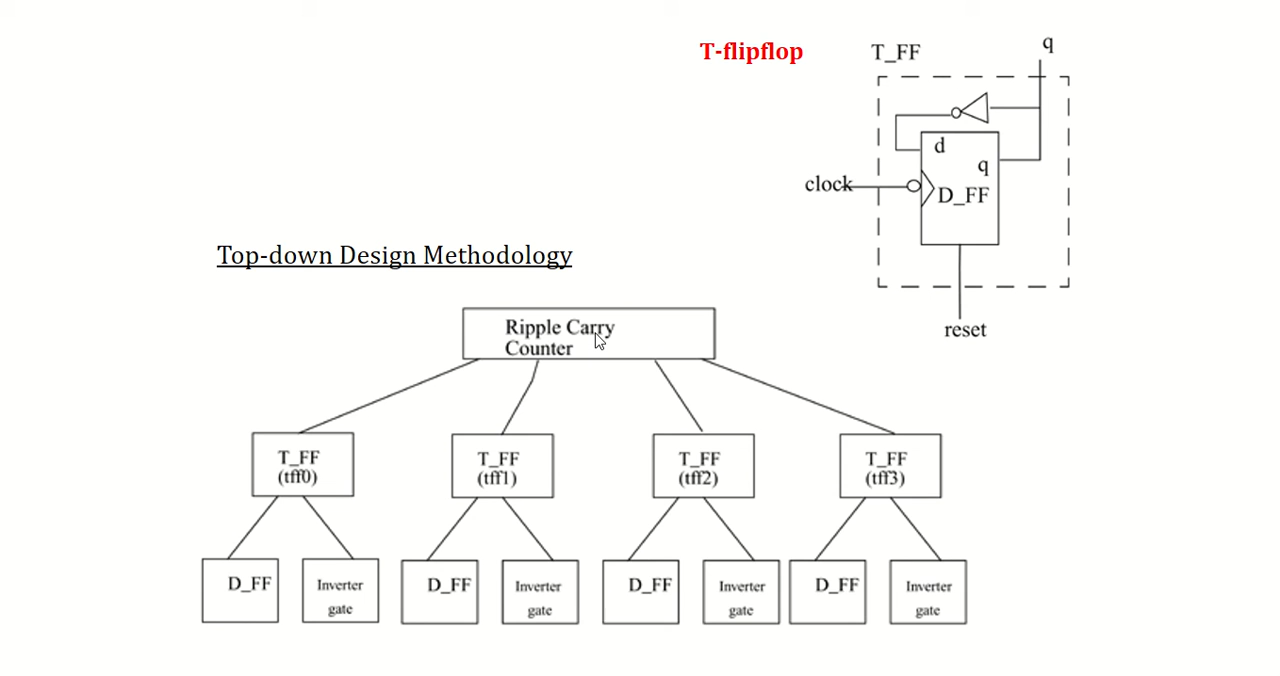 T-flipflop
T_FF
q
d
q
clock
D_FF
reset
Top-down Design Methodology
Ripple Carry
Counter
T_FF
(tff0)
T_FF
(tff1)
T_FF
(tff2)
T_FF
(tff3)
D_FF
Inverter
gate
D_FF
Inverter
gate
D_FF
Inverter
gate
D_FF
Inverter
gate